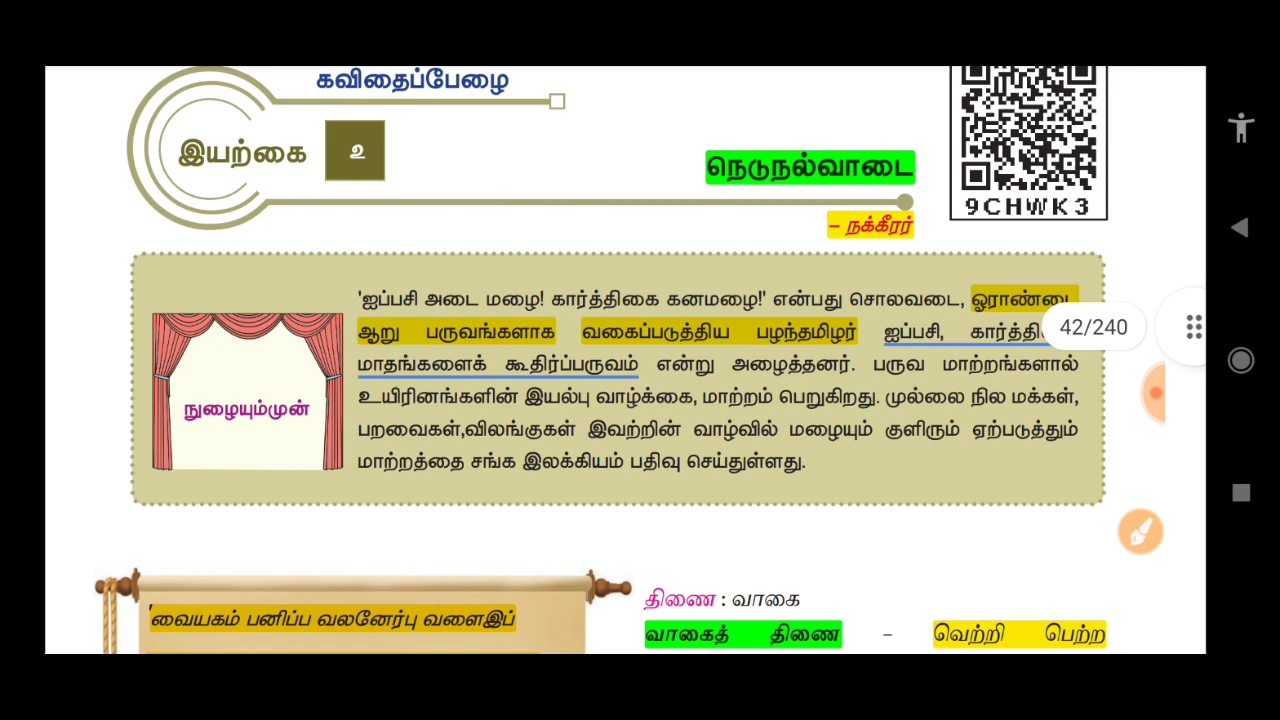 கவிதைப்பேழை
இயற்கை
உ
நெடுநல்வாடை
– நக்கீரர்
9CHWK3
'ஐப்பசி அடை மழை! கார்த்திகை கனமழை!' என்பது சொலவடை, ஓராண்டை
ஆறு பருவங்களாக வகைப்படுத்திய பழந்தமிழர் ஐப்பசி,
42/240
மாதங்களைக் கூதிர்ப்பருவம் என்று அழைத்தனர். பருவ மாற்றங்களால்
உயிரினங்களின் இயல்பு வாழ்க்கை, மாற்றம் பெறுகிறது. முல்லை நில மக்கள்,
பறவைகள்,விலங்குகள் இவற்றின் வாழ்வில் மழையும் குளிரும் ஏற்படுத்தும்
மாற்றத்தை சங்க இலக்கியம் பதிவு செய்துள்ளது.
நுழையும்முன்
'வையகம் பனிப்ப வலனேர்பு வளைஇப்
திணை : வாகை
வாகைத் திணை – வெற்றி பெற்ற